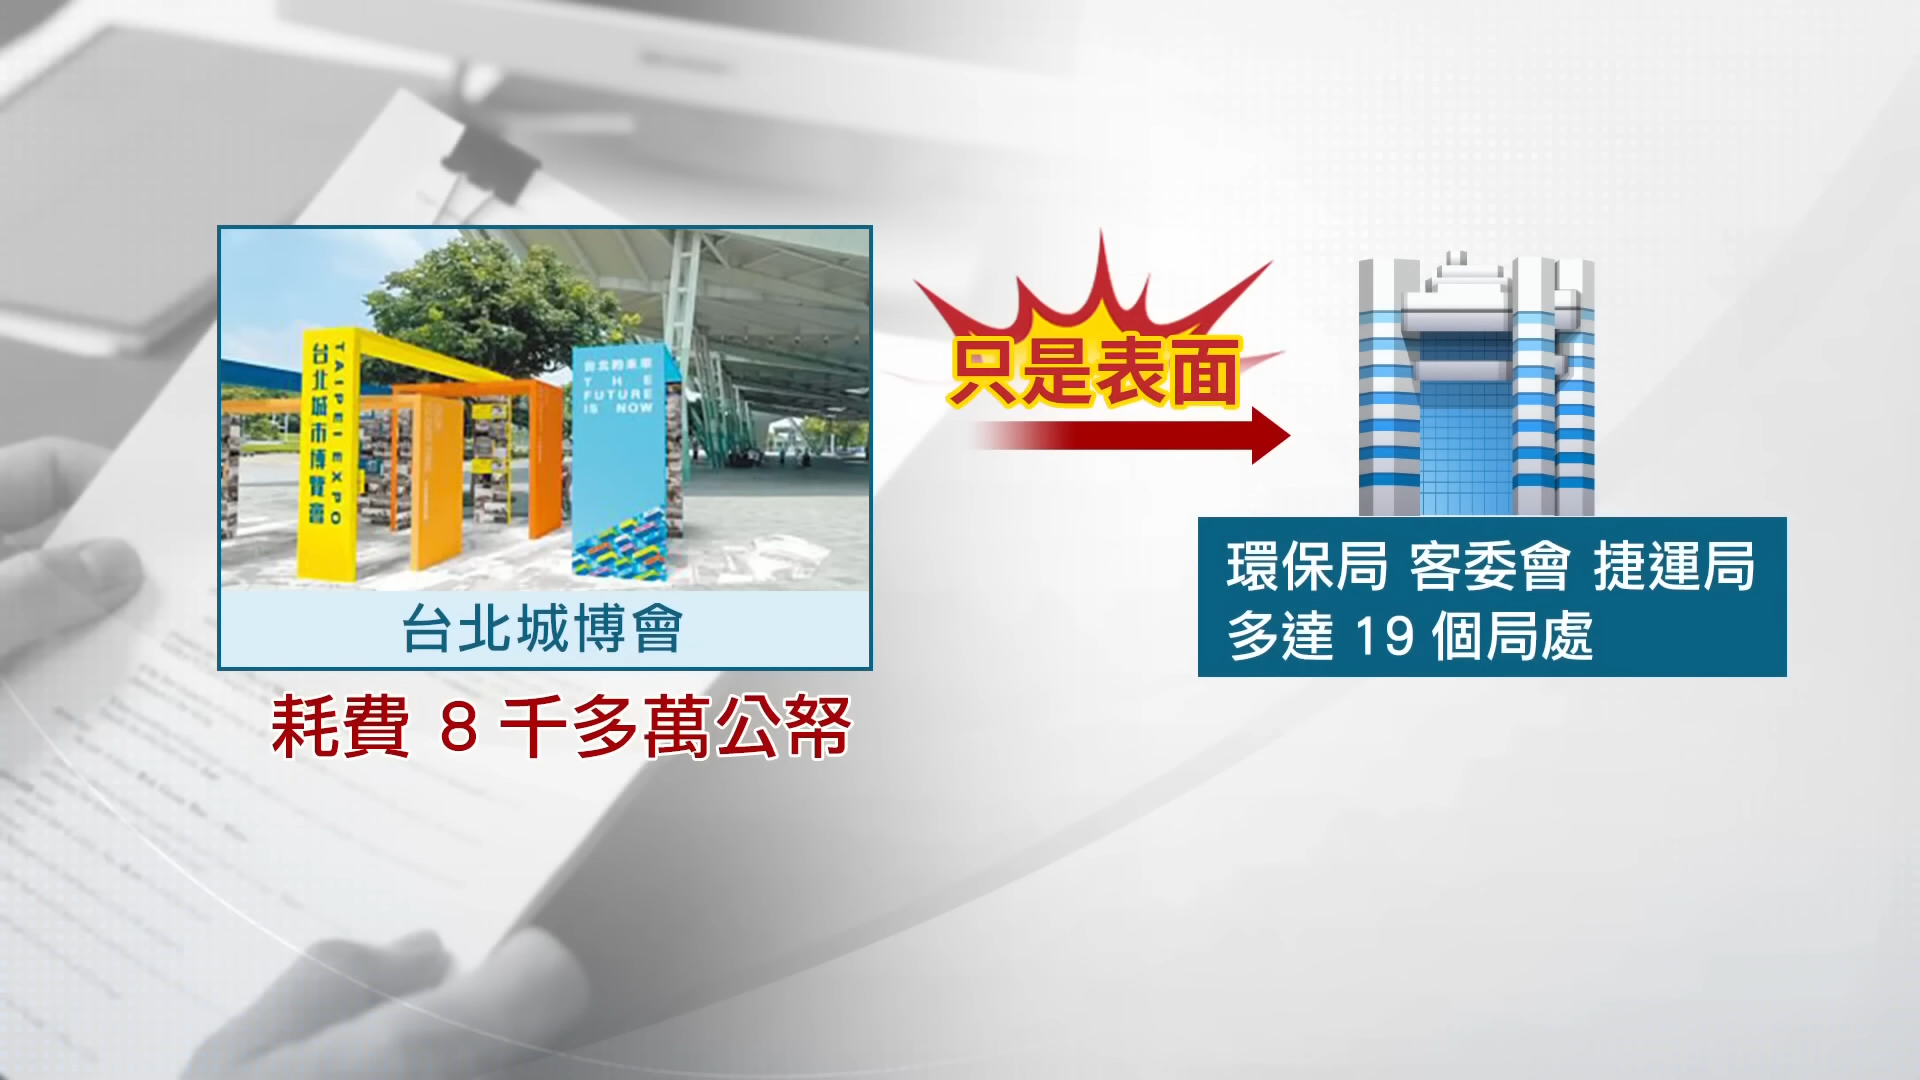 台北城市博覽會
TAIPEI EXPO
台北的未來
THE
FUTURE
IS NOW
台北城博會
耗費 8 千多萬公帑
只是表面
環保局 客委會 捷運局
多達 19 個局處